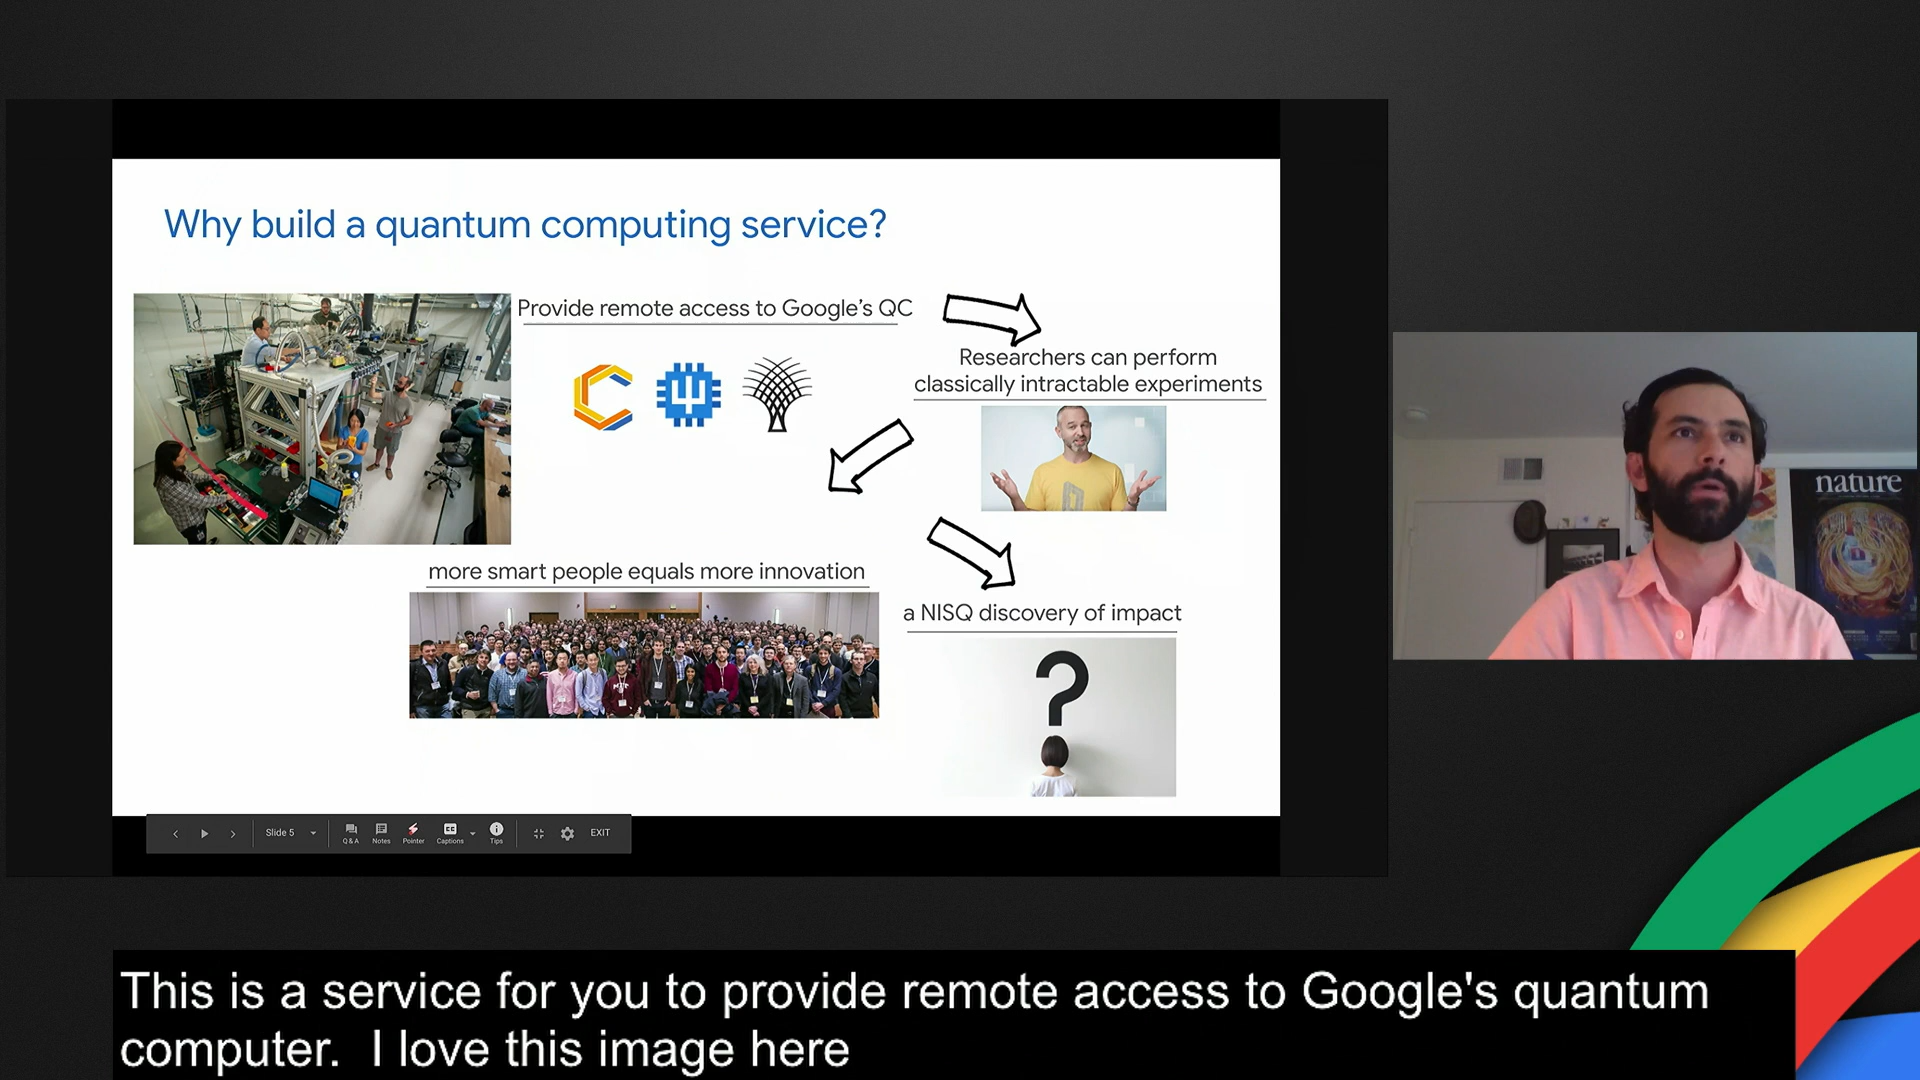 Why build a quantum computing service?
Provide remote access to Google's QC
Researchers can perform
classically intractable experiments
more smart people equals more innovation
a NISQ discovery of impact
?
MIT
nature
Slide 5
Q & A
Notes
Pointer
CC
Captions
Tips
EXIT
This is a service for you to provide remote access to Google's quantum
computer.  I love this image here